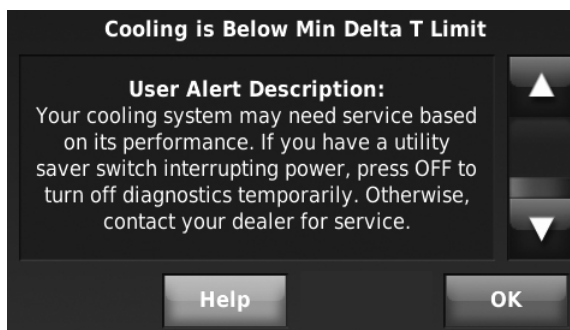 Cooling is Below Min Delta T Limit
User Alert Description:
Your cooling system may need service based
on its performance. If you have a utility
saver switch interrupting power, press OFF to
turn off diagnostics temporarily. Otherwise,
contact your dealer for service.
Help
OK